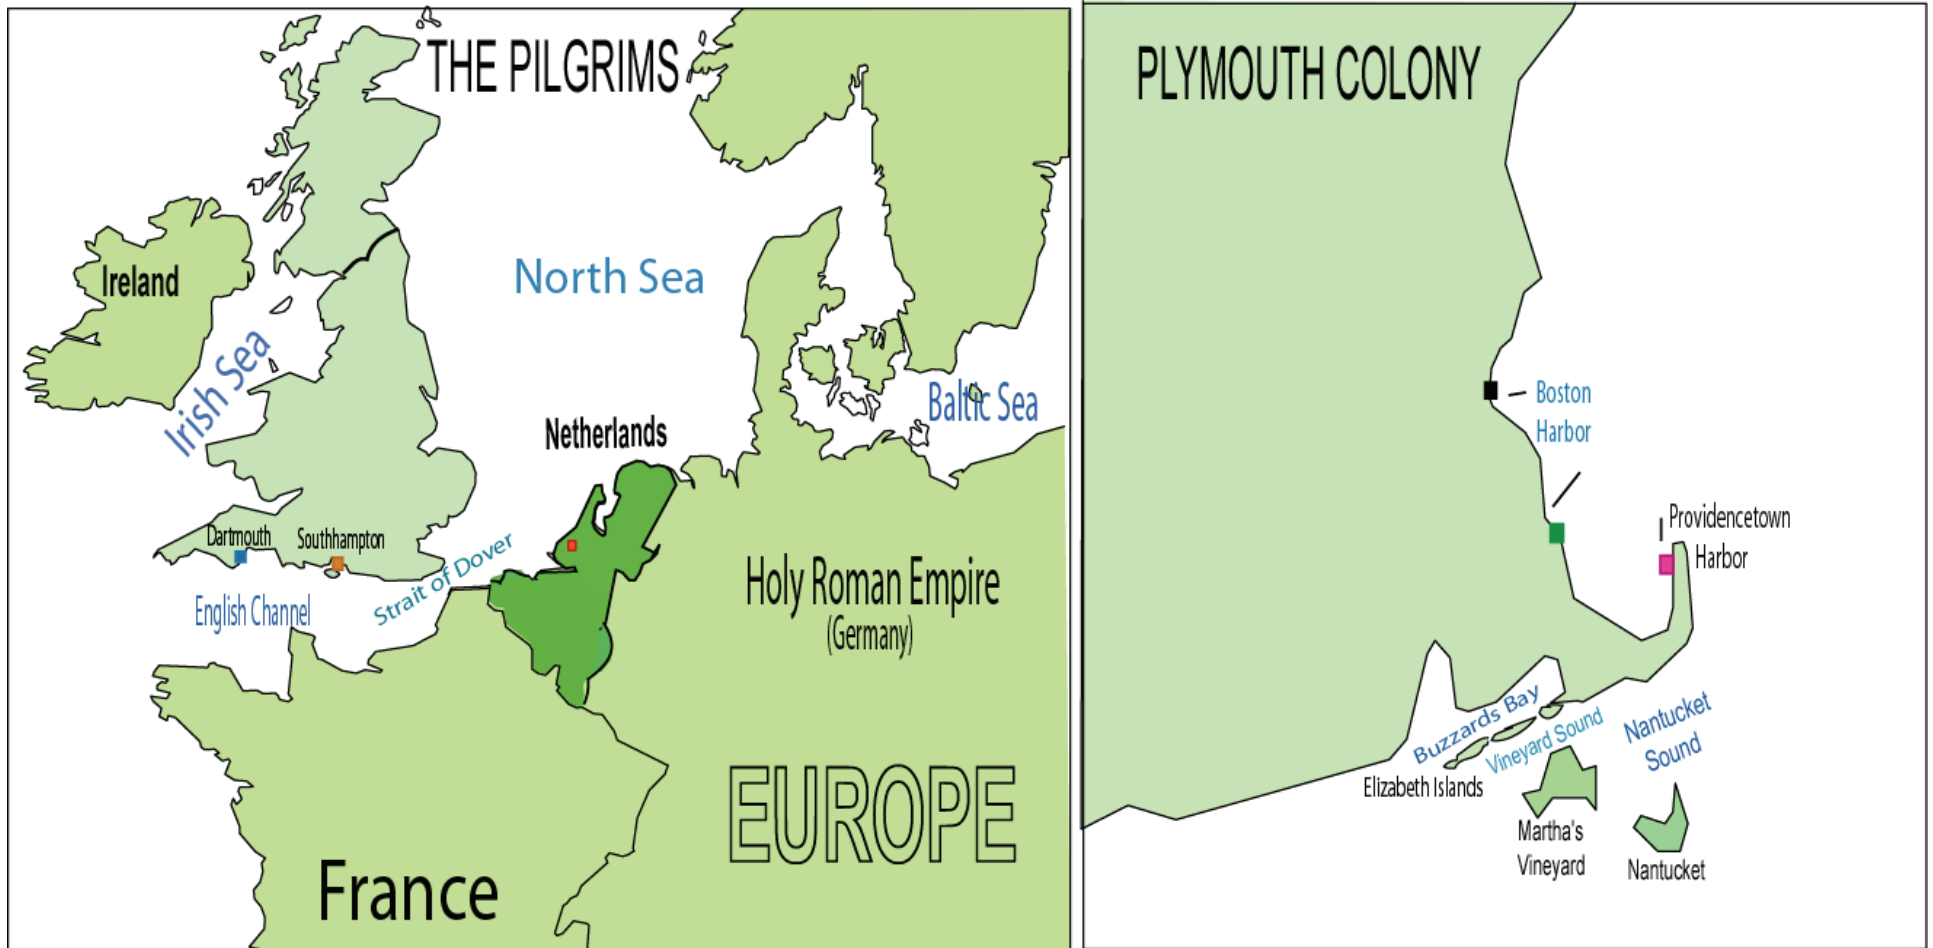 THE PILGRIMS
Ireland
North Sea
Irish Sea
Baltic Sea
Netherlands
Dartmouth
Southhampton
Strait of Dover
English Channel
Holy Roman Empire
(Germany)
EUROPE
France
PLYMOUTH COLONY
Boston
Harbor
Providencetown
Harbor
Buzzards Bay
Vineyard Sound
Nantucket
Sound
Elizabeth Islands
Martha's
Vineyard
Nantucket